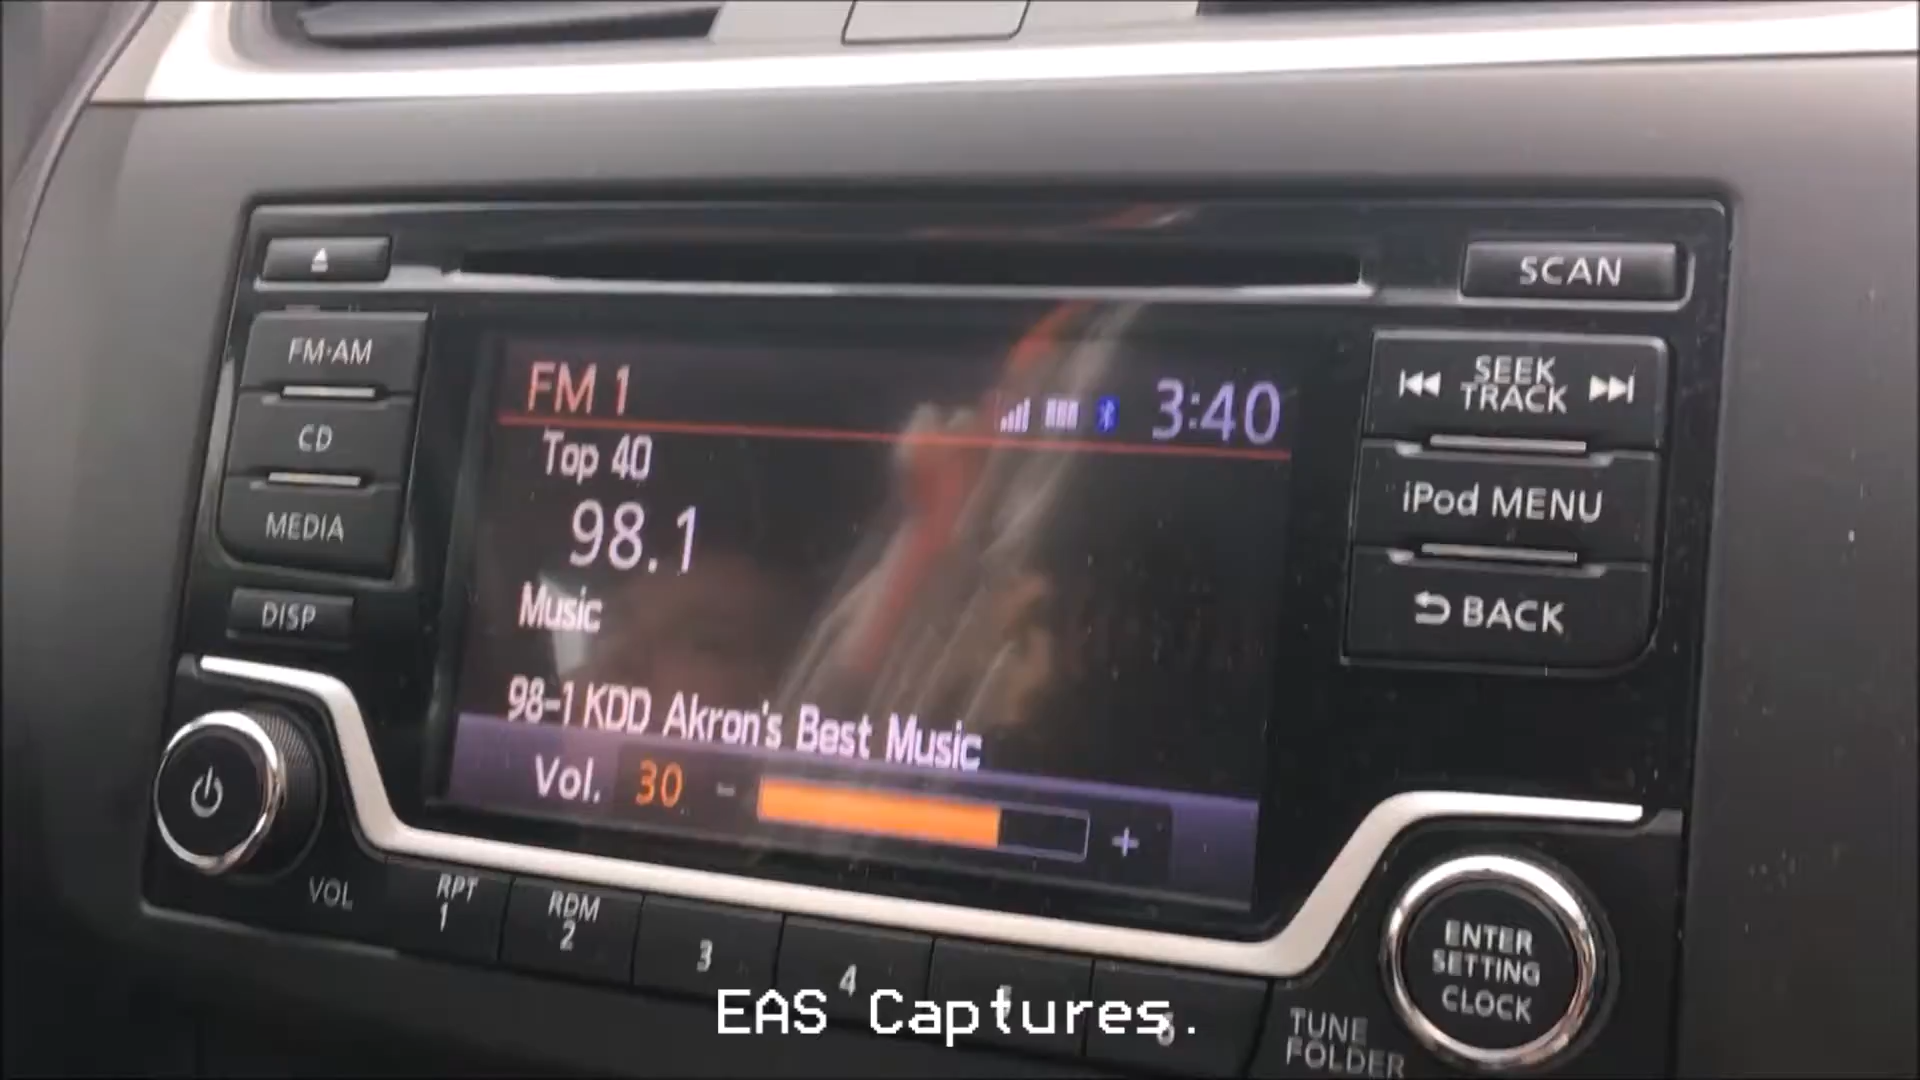 SCAN
FM·AM
CD
MEDIA
DISP
FM 1
3:40
Top 40
98.1
Music
98-1 KDD Akron's Best Music
Vol. 30 - +
SEEK
TRACK
iPod MENU
BACK
VOL
RPT
1
RDM
2
3
4
6
ENTER
SETTING
CLOCK
TUNE
FOLDER
EAS Captures.